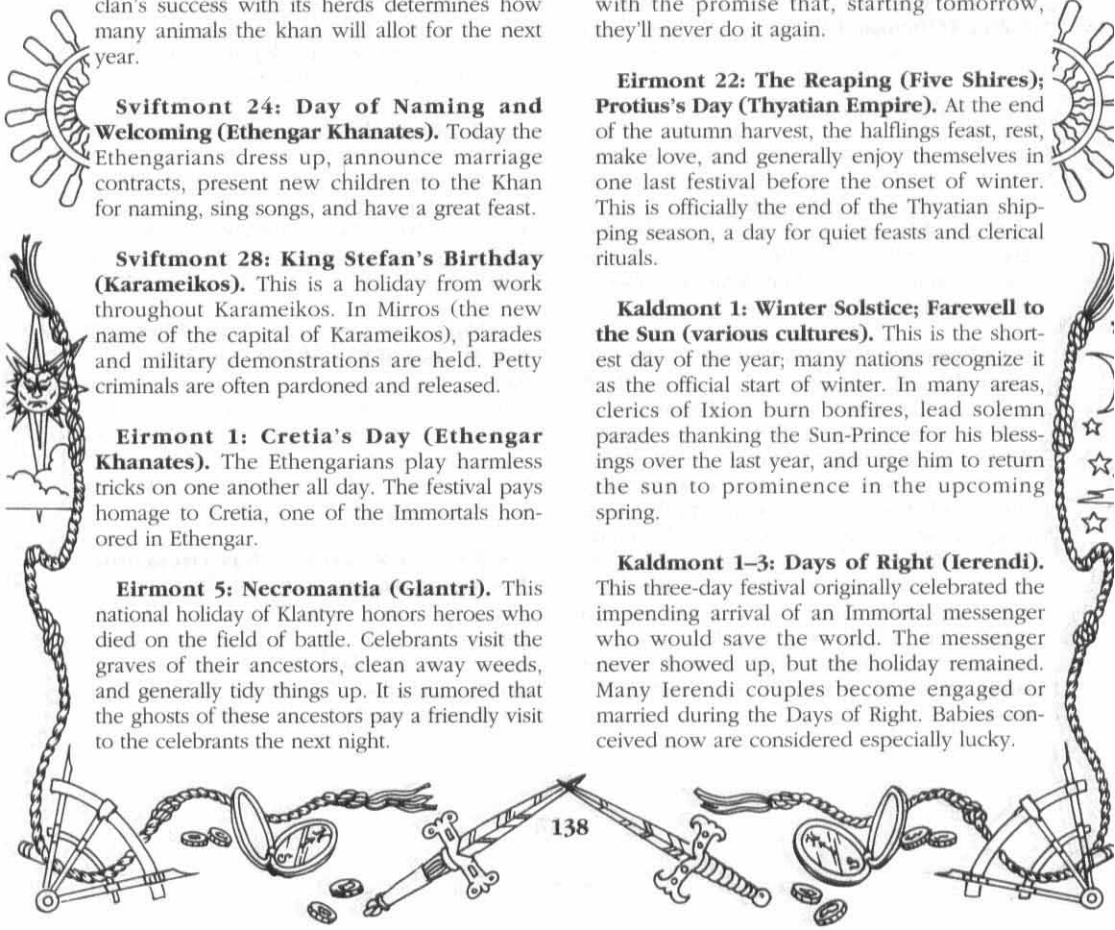 clan's success with its herds determines how
many animals the khan will allot for the next
year.
Sviftmont 24: Day of Naming and
Welcoming (Ethengar Khanates). Today the
Ethengarians dress up, announce marriage
contracts, present new children to the Khan
for naming, sing songs, and have a great feast.
Sviftmont 28: King Stefan's Birthday
(Karameikos). This is a holiday from work
throughout Karameikos. In Mirros (the new
name of the capital of Karameikos), parades
and military demonstrations are held. Petty
criminals are often pardoned and released.
Eirmont 1: Cretia's Day (Ethengar
Khanates). The Ethengarians play harmless
tricks on one another all day. The festival pays
homage to Cretia, one of the Immortals hon-
ored in Ethengar.
Eirmont 5: Necromantia (Glantri). This
national holiday of Klantyre honors heroes who
died on the field of battle. Celebrants visit the
graves of their ancestors, clean away weeds,
and generally tidy things up. It is rumored that
the ghosts of these ancestors pay a friendly visit
to the celebrants the next night.
with the promise that, starting tomorrow,
they'll never do it again.
Eirmont 22: The Reaping (Five Shires);
Protius's Day (Thyatian Empire). At the end
of the autumn harvest, the halflings feast, rest,
make love, and generally enjoy themselves in
one last festival before the onset of winter.
This is officially the end of the Thyatian ship-
ping season, a day for quiet feasts and clerical
rituals.
Kaldmont 1: Winter Solstice; Farewell to
the Sun (various cultures). This is the short-
est day of the year; many nations recognize it
as the official start of winter. In many areas,
clerics of Ixion burn bonfires, lead solemn
parades thanking the Sun-Prince for his bless-
ings over the last year, and urge him to return
the sun to prominence in the upcoming
spring.
Kaldmont 1–3: Days of Right (Ierendi).
This three-day festival originally celebrated the
impending arrival of an Immortal messenger
who would save the world. The messenger
never showed up, but the holiday remained.
Many Ierendi couples become engaged or
married during the Days of Right. Babies con-
ceived now are considered especially lucky.
138